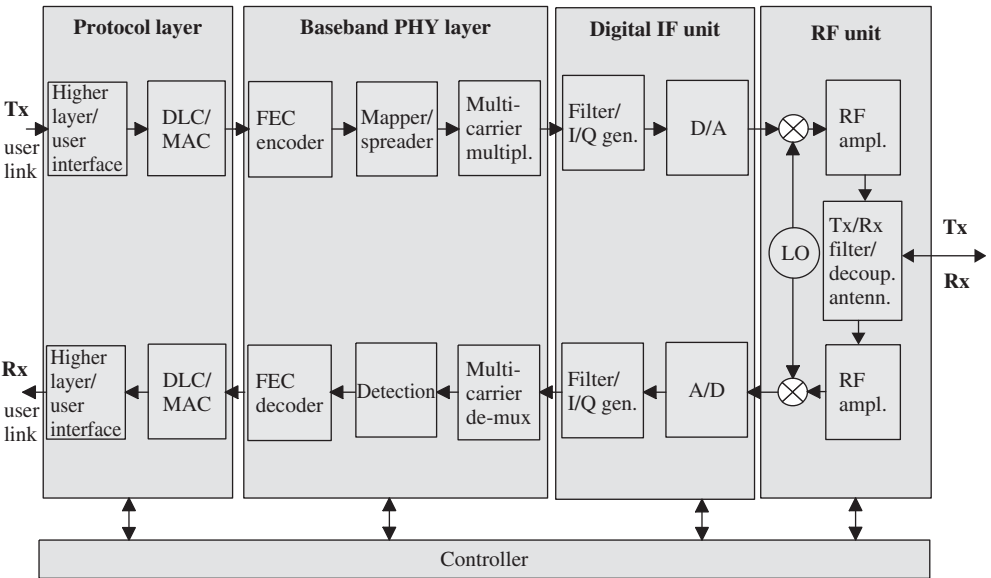 Protocol layer
Baseband PHY layer
Digital IF unit
RF unit
Tx
user
link
Higher
layer/
user
interface
DLC/
MAC
FEC
encoder
Mapper/
spreader
Multi-
carrier
multipl.
Filter/
I/Q gen.
D/A
RF
ampl.
LO
Tx/Rx
filter/
decoup.
antenn.
Tx
Rx
Rx
user
link
Higher
layer/
user
interface
DLC/
MAC
FEC
decoder
Detection
Multi-
carrier
de-mux
Filter/
I/Q gen.
A/D
RF
ampl.
Controller